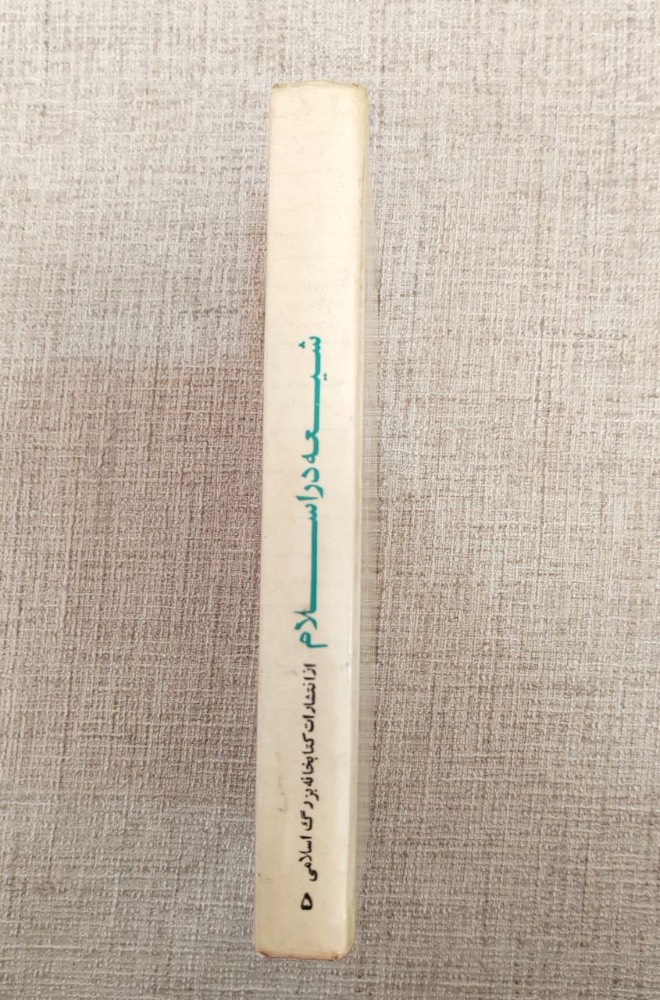 شیعه در اسلام
از انتشارات کتابخانه بزرگ اسلامی
۵